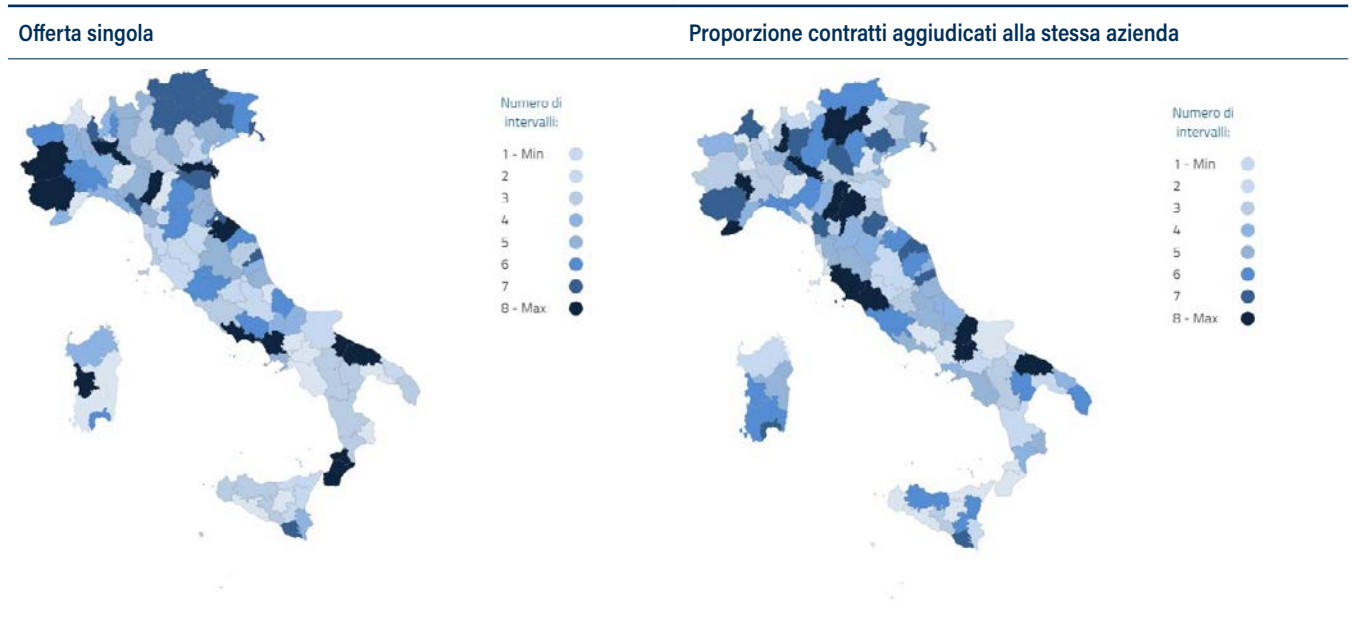 Offerta singola
Proporzione contratti aggiudicati alla stessa azienda
Numero di
intervalli:
1 - Min
2
3
4
5
6
7
8 - Max
Numero di
intervalli:
1 - Min
2
3
4
5
6
7
8 - Max